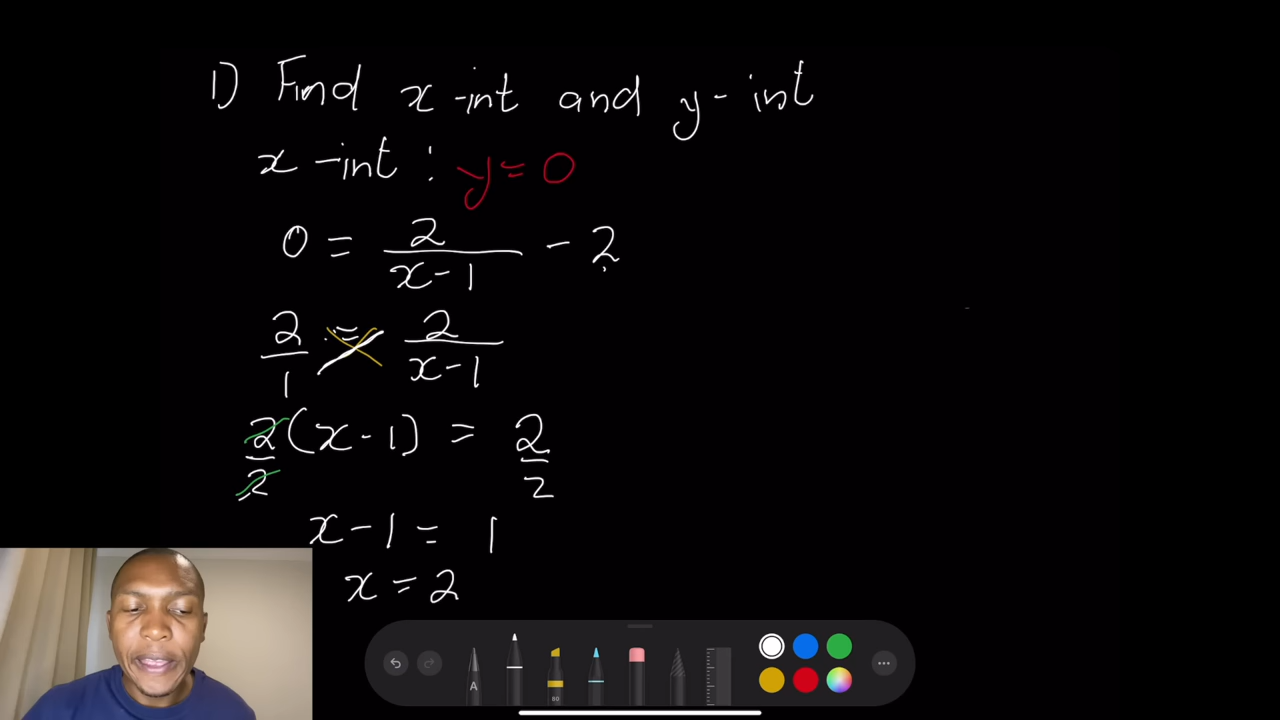 1) Find x-int and y-int
x-int : y = 0
0 = 2/(x-1) - 2
2/1 = 2/(x-1)
2/2 (x-1) = 2/2
x-1 = 1
x = 2
A
80